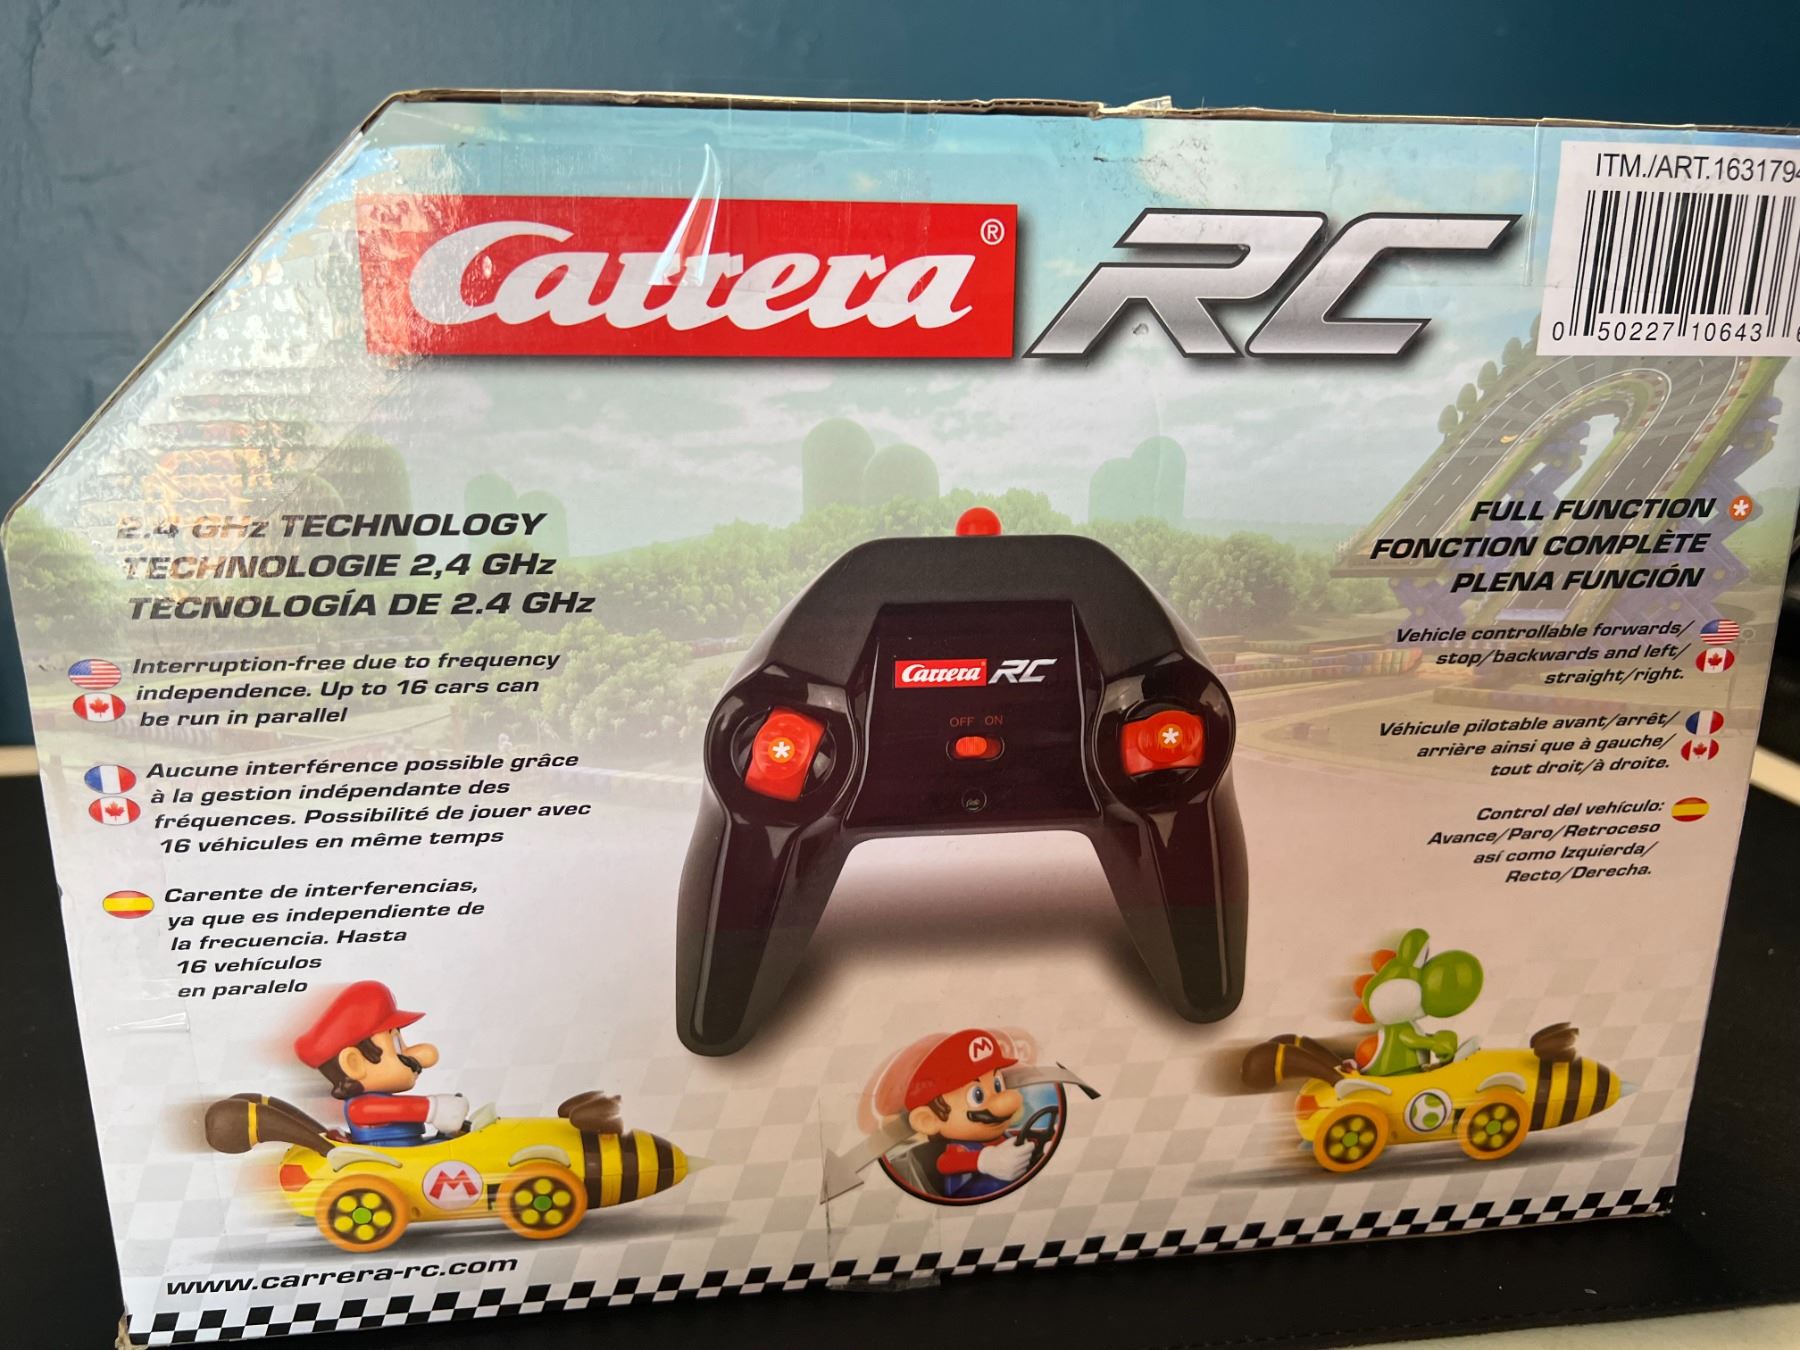 Carrera® RC
ITM./ART.163179
0 50227 10643
2.4 GHz TECHNOLOGY
TECHNOLOGIE 2,4 GHz
TECNOLOGÍA DE 2.4 GHz
Interruption-free due to frequency
independence. Up to 16 cars can
be run in parallel
Aucune interférence possible grâce
à la gestion indépendante des
fréquences. Possibilité de jouer avec
16 véhicules en même temps
Carente de interferencias,
ya que es independiente de
la frecuencia. Hasta
16 vehículos
en paralelo
Carrera® RC
OFF ON
FULL FUNCTION
FONCTION COMPLÈTE
PLENA FUNCIÓN
Vehicle controllable forwards/
stop/backwards and left/
straight/right.
Véhicule pilotable avant/arrêt/
arrière ainsi que à gauche/
tout droit/à droite.
Control del vehículo:
Avance/Paro/Retroceso
así como Izquierda/
Recto/Derecha.
M
M
www.carrera-rc.com